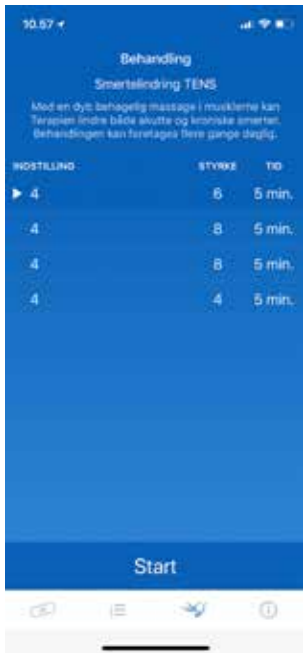 10.57
Behandling
Smertelindring TENS
Med en dyb behagelig massage i musklerne kan
Terapien lindre både akutte og kroniske smerter.
Behandlingen kan foretages flere gange daglig.
INDSTILLING STYRKE TID
4 6 5 min.
4 8 5 min.
4 8 5 min.
4 4 5 min.
Start